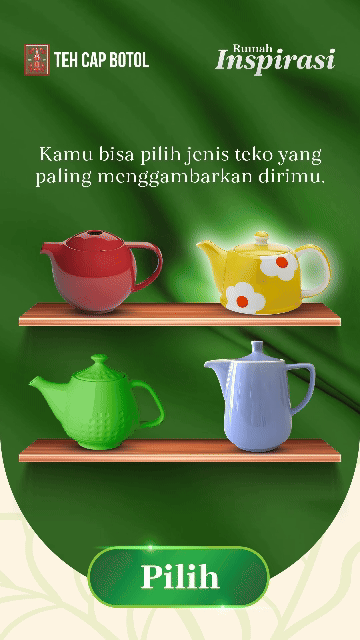 TEH CAP BOTOL
Rumah
Inspirasi
Kamu bisa pilih jenis teko yang
paling menggambarkan dirimu.
Pilih